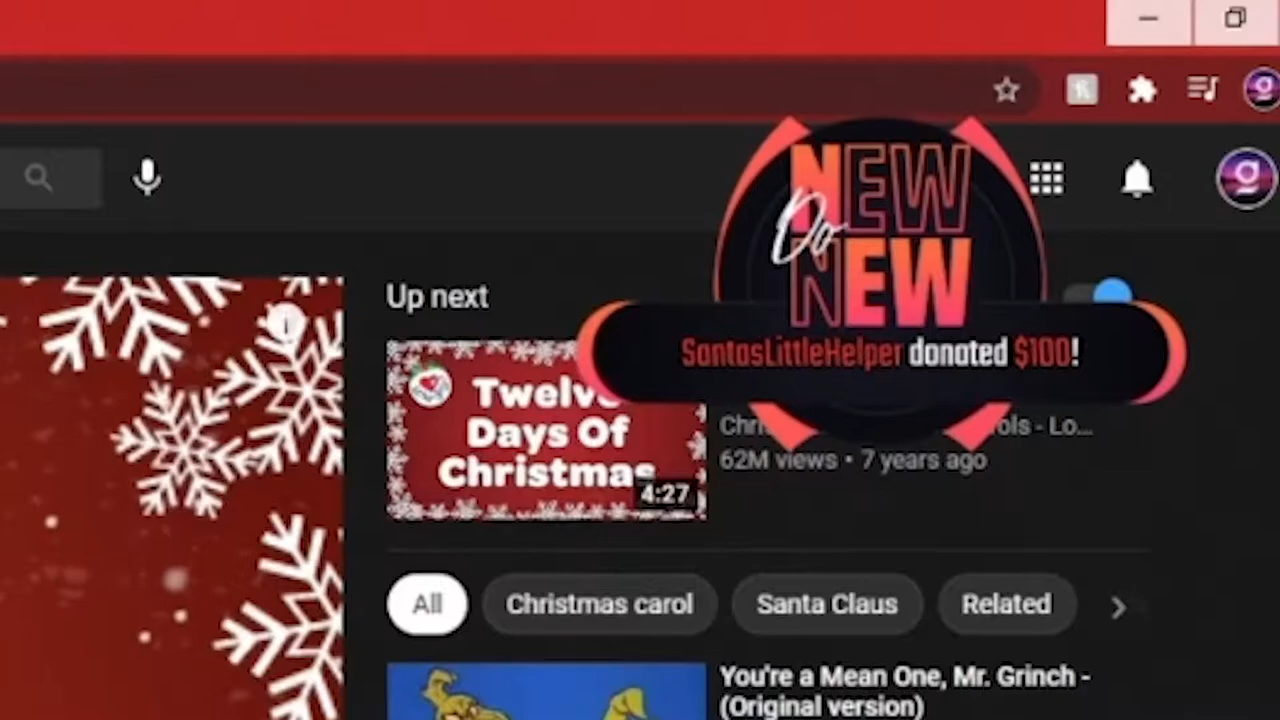 NEW
Do
NEW
SantasLittleHelper donated $100!
Up next
Twelve
Days Of
Christmas
4:27
62M views • 7 years ago
All
Christmas carol
Santa Claus
Related
You're a Mean One, Mr. Grinch -
(Original version)